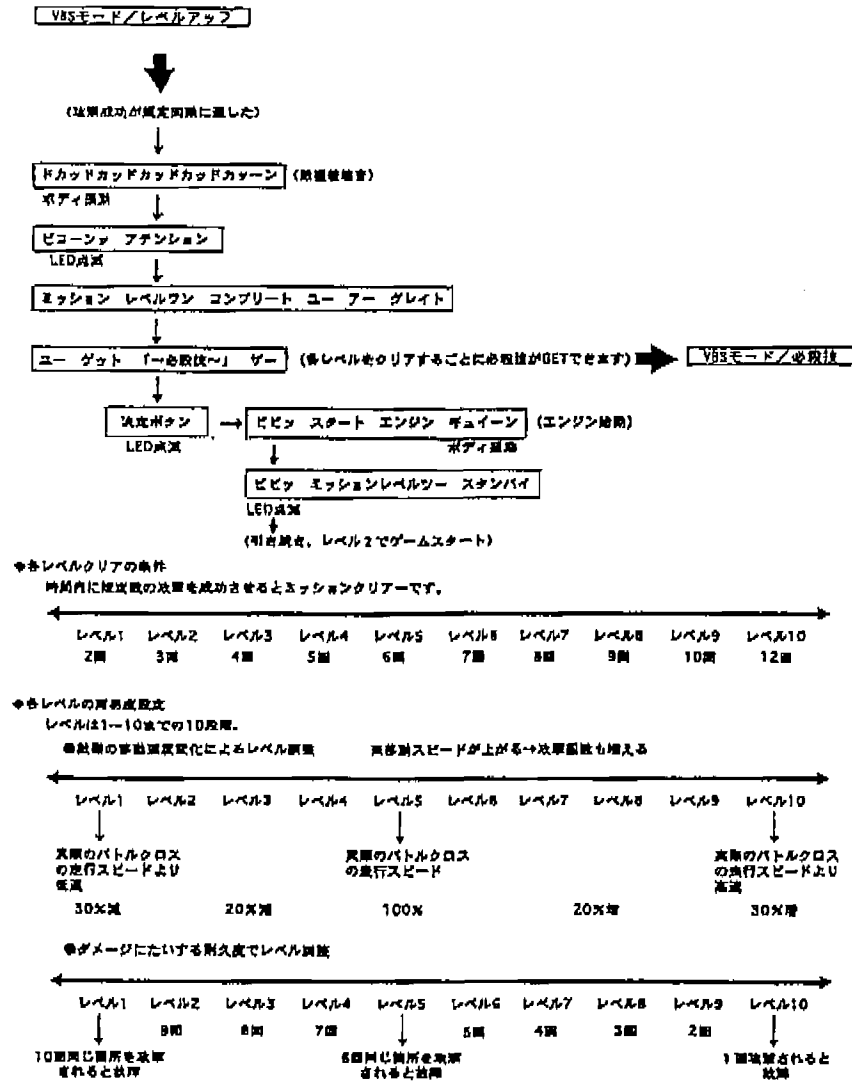 VBSモード/レベルアップ
(攻撃成功が規定回数に達した)
ドカッドカッドカッドカッドカッーン (敵撃破音)
ボディ振動
ピコーンッ アテンション
LED点滅
ミッション レベルワン コンプリート ユー アー グレイト
ユー ゲット 「~必殺技~」 ザー (各レベルをクリアするごとに必殺技がGETできます)
VBSモード/必殺技
決定ボタン
ピピッ スタート エンジン ギュイーン (エンジン始動)
LED点滅
ボディ振動
ピピッ ミッションレベルツー スタンバイ
LED点滅
(引き続き、レベル2でゲームスタート)
◆各レベルクリアの条件
時間内に規定数の攻撃を成功させるとミッションクリアーです。
レベル1 レベル2 レベル3 レベル4 レベル5 レベル6 レベル7 レベル8 レベル9 レベル10
2回 3回 4回 5回 6回 7回 8回 9回 10回 12回
◆各レベルの難易度設定
レベルは1~10までの10段階。
●敵の移動速度変化によるレベル調整 ※移動スピードが上がる→攻撃回数も増える
レベル1 レベル2 レベル3 レベル4 レベル5 レベル6 レベル7 レベル8 レベル9 レベル10
実際のバトルクロス 実際のバトルクロス 実際のバトルクロス
の走行スピードより の走行スピード の走行スピードより
低速 高速
30%減 20%減 100% 20%増 30%増
●ダメージにたいする耐久度でレベル調整
レベル1 レベル2 レベル3 レベル4 レベル5 レベル6 レベル7 レベル8 レベル9 レベル10
9回 8回 7回 5回 4回 3回 2回
10回同じ箇所を攻撃 6回同じ箇所を攻撃 1回攻撃されると
されると故障 されると故障 故障